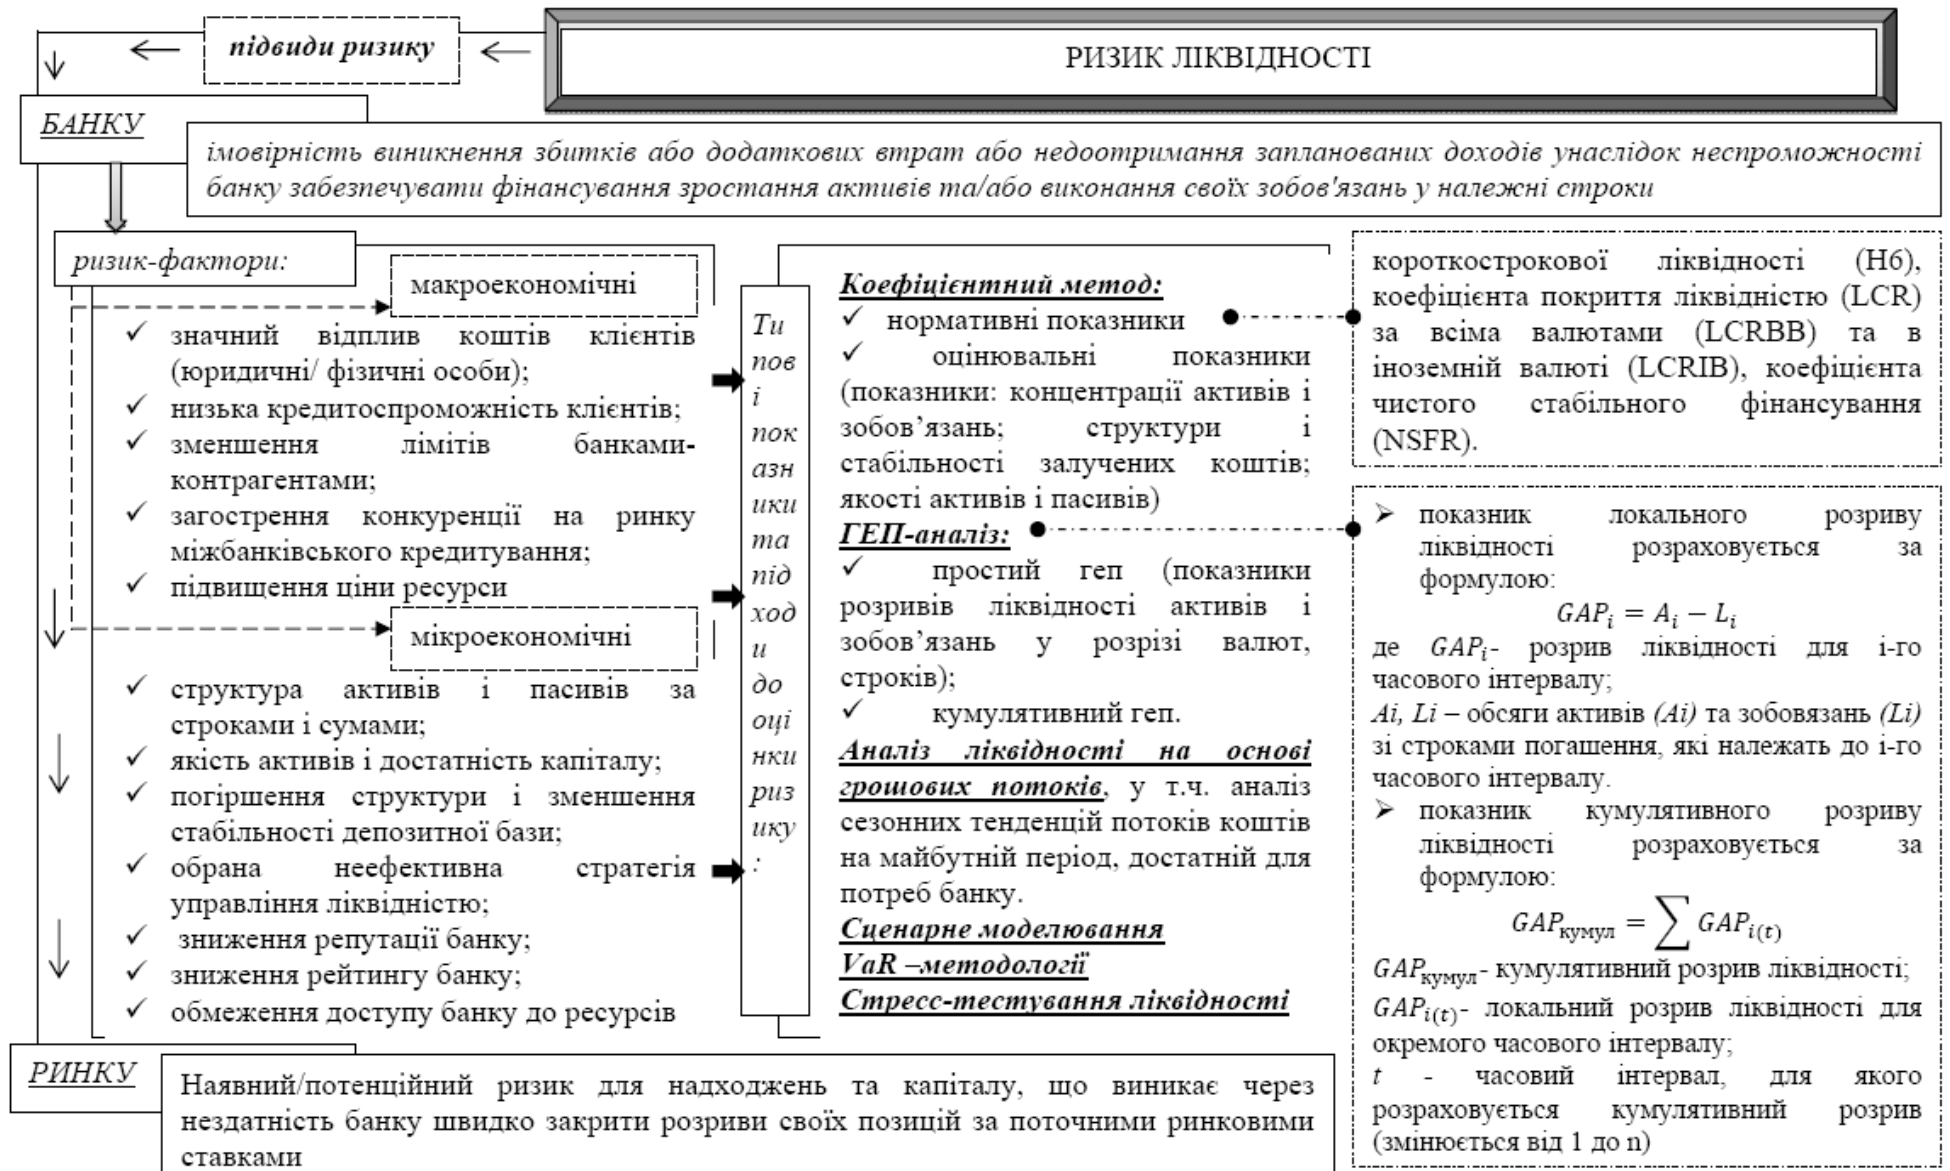 підвиди ризику
РИЗИК ЛІКВІДНОСТІ
БАНКУ
імовірність виникнення збитків або додаткових втрат або недоотримання запланованих доходів унаслідок неспроможності
банку забезпечувати фінансування зростання активів та/або виконання своїх зобов'язань у належні строки
ризик-фактори:
макроекономічні
✓ значний відплив коштів клієнтів
(юридичні/ фізичні особи);
✓ низька кредитоспроможність клієнтів;
✓ зменшення лімітів банками-
контрагентами;
✓ загострення конкуренції на ринку
міжбанківського кредитування;
✓ підвищення ціни ресурси
мікроекономічні
✓ структура активів і пасивів за
строками і сумами;
✓ якість активів і достатність капіталу;
✓ погіршення структури і зменшення
стабільності депозитної бази;
✓ обрана неефективна стратегія
управління ліквідністю;
✓ зниження репутації банку;
✓ зниження рейтингу банку;
✓ обмеження доступу банку до ресурсів
Ти
пов
і
пок
азн
ики
та
під
ход
и
до
оці
нки
риз
ику
:
Коефіцієнтний метод:
✓ нормативні показники
✓ оцінювальні показники
(показники: концентрації активів і
зобов’язань; структури і
стабільності залучених коштів;
якості активів і пасивів)
ГЕП-аналіз:
✓ простий геп (показники
розривів ліквідності активів і
зобов’язань у розрізі валют,
строків);
✓ кумулятивний геп.
Аналіз ліквідності на основі
грошових потоків, у т.ч. аналіз
сезонних тенденцій потоків коштів
на майбутній період, достатній для
потреб банку.
Сценарне моделювання
VaR –методології
Стресс-тестування ліквідності
короткострокової ліквідності (Н6),
коефіцієнта покриття ліквідністю (LCR)
за всіма валютами (LCRВВ) та в
іноземній валюті (LCRІВ), коефіцієнта
чистого стабільного фінансування
(NSFR).
➢ показник локального розриву
ліквідності розраховується за
формулою:
GAP_i = A_i − L_i
де GAP_i- розрив ліквідності для і-го
часового інтервалу;
Ai, Li – обсяги активів (Ai) та зобовязань (Li)
зі строками погашення, які належать до і-го
часового інтервалу.
➢ показник кумулятивного розриву
ліквідності розраховується за
формулою:
GAP_кумул = ∑ GAP_i(t)
GAP_кумул- кумулятивний розрив ліквідності;
GAP_i(t)- локальний розрив ліквідності для
окремого часового інтервалу;
t - часовий інтервал, для якого
розраховується кумулятивний розрив
(змінюється від 1 до n)
РИНКУ
Наявний/потенційний ризик для надходжень та капіталу, що виникає через
нездатність банку швидко закрити розриви своїх позицій за поточними ринковими
ставками